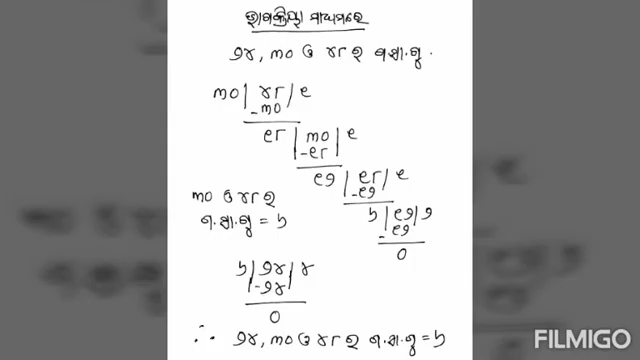 ଭାଗକ୍ରିୟା ମାଧ୍ୟମରେ
୨୪, ୩୦ ଓ ୪୮ ର ଗ.ସା.ଗୁ.
୩୦ | ୪୮ | ୧
-୩୦
୧୮ | ୩୦ | ୧
-୧୮
୧୨ | ୧୮ | ୧
-୧୨
୬ | ୧୨ | ୨
-୧୨
୦
୩୦ ଓ ୪୮ ର
ଗ.ସା.ଗୁ = ୬
୬ | ୨୪ | ୪
-୨୪
୦
∴ ୨୪, ୩୦ ଓ ୪୮ ର ଗ.ସା.ଗୁ = ୬
FILMIGO